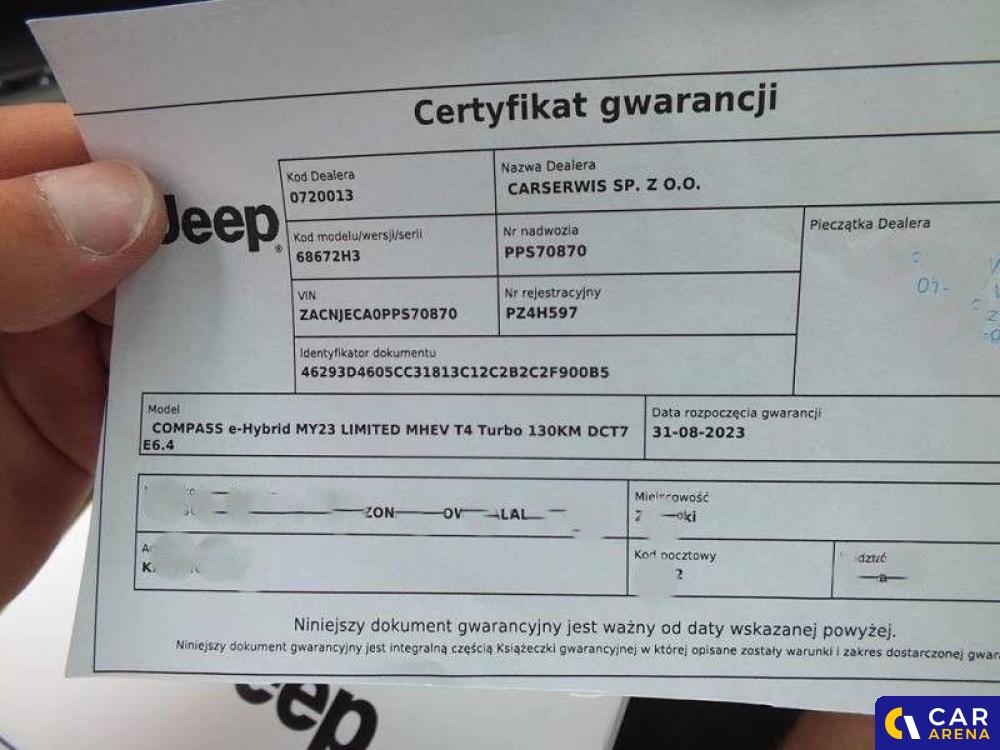 Certyfikat gwarancji
Jeep®
Kod Dealera
0720013
Nazwa Dealera
CARSERWIS SP. Z O.O.
Kod modelu/wersji/serii
68672H3
Nr nadwozia
PPS70870
Pieczątka Dealera
04-
VIN
ZACNJECA0PPS70870
Nr rejestracyjny
PZ4H597
Identyfikator dokumentu
46293D4605CC31813C12C2B2C2F900B5
Model
COMPASS e-Hybrid MY23 LIMITED MHEV T4 Turbo 130KM DCT7
E6.4
Data rozpoczęcia gwarancji
31-08-2023
Miejscowość
Kod pocztowy
2
Niniejszy dokument gwarancyjny jest ważny od daty wskazanej powyżej.
Niniejszy dokument gwarancyjny jest integralną częścią Książeczki gwarancyjnej w której opisane zostały warunki i zakres dostarczonej
Jeep
CAR
ARENA